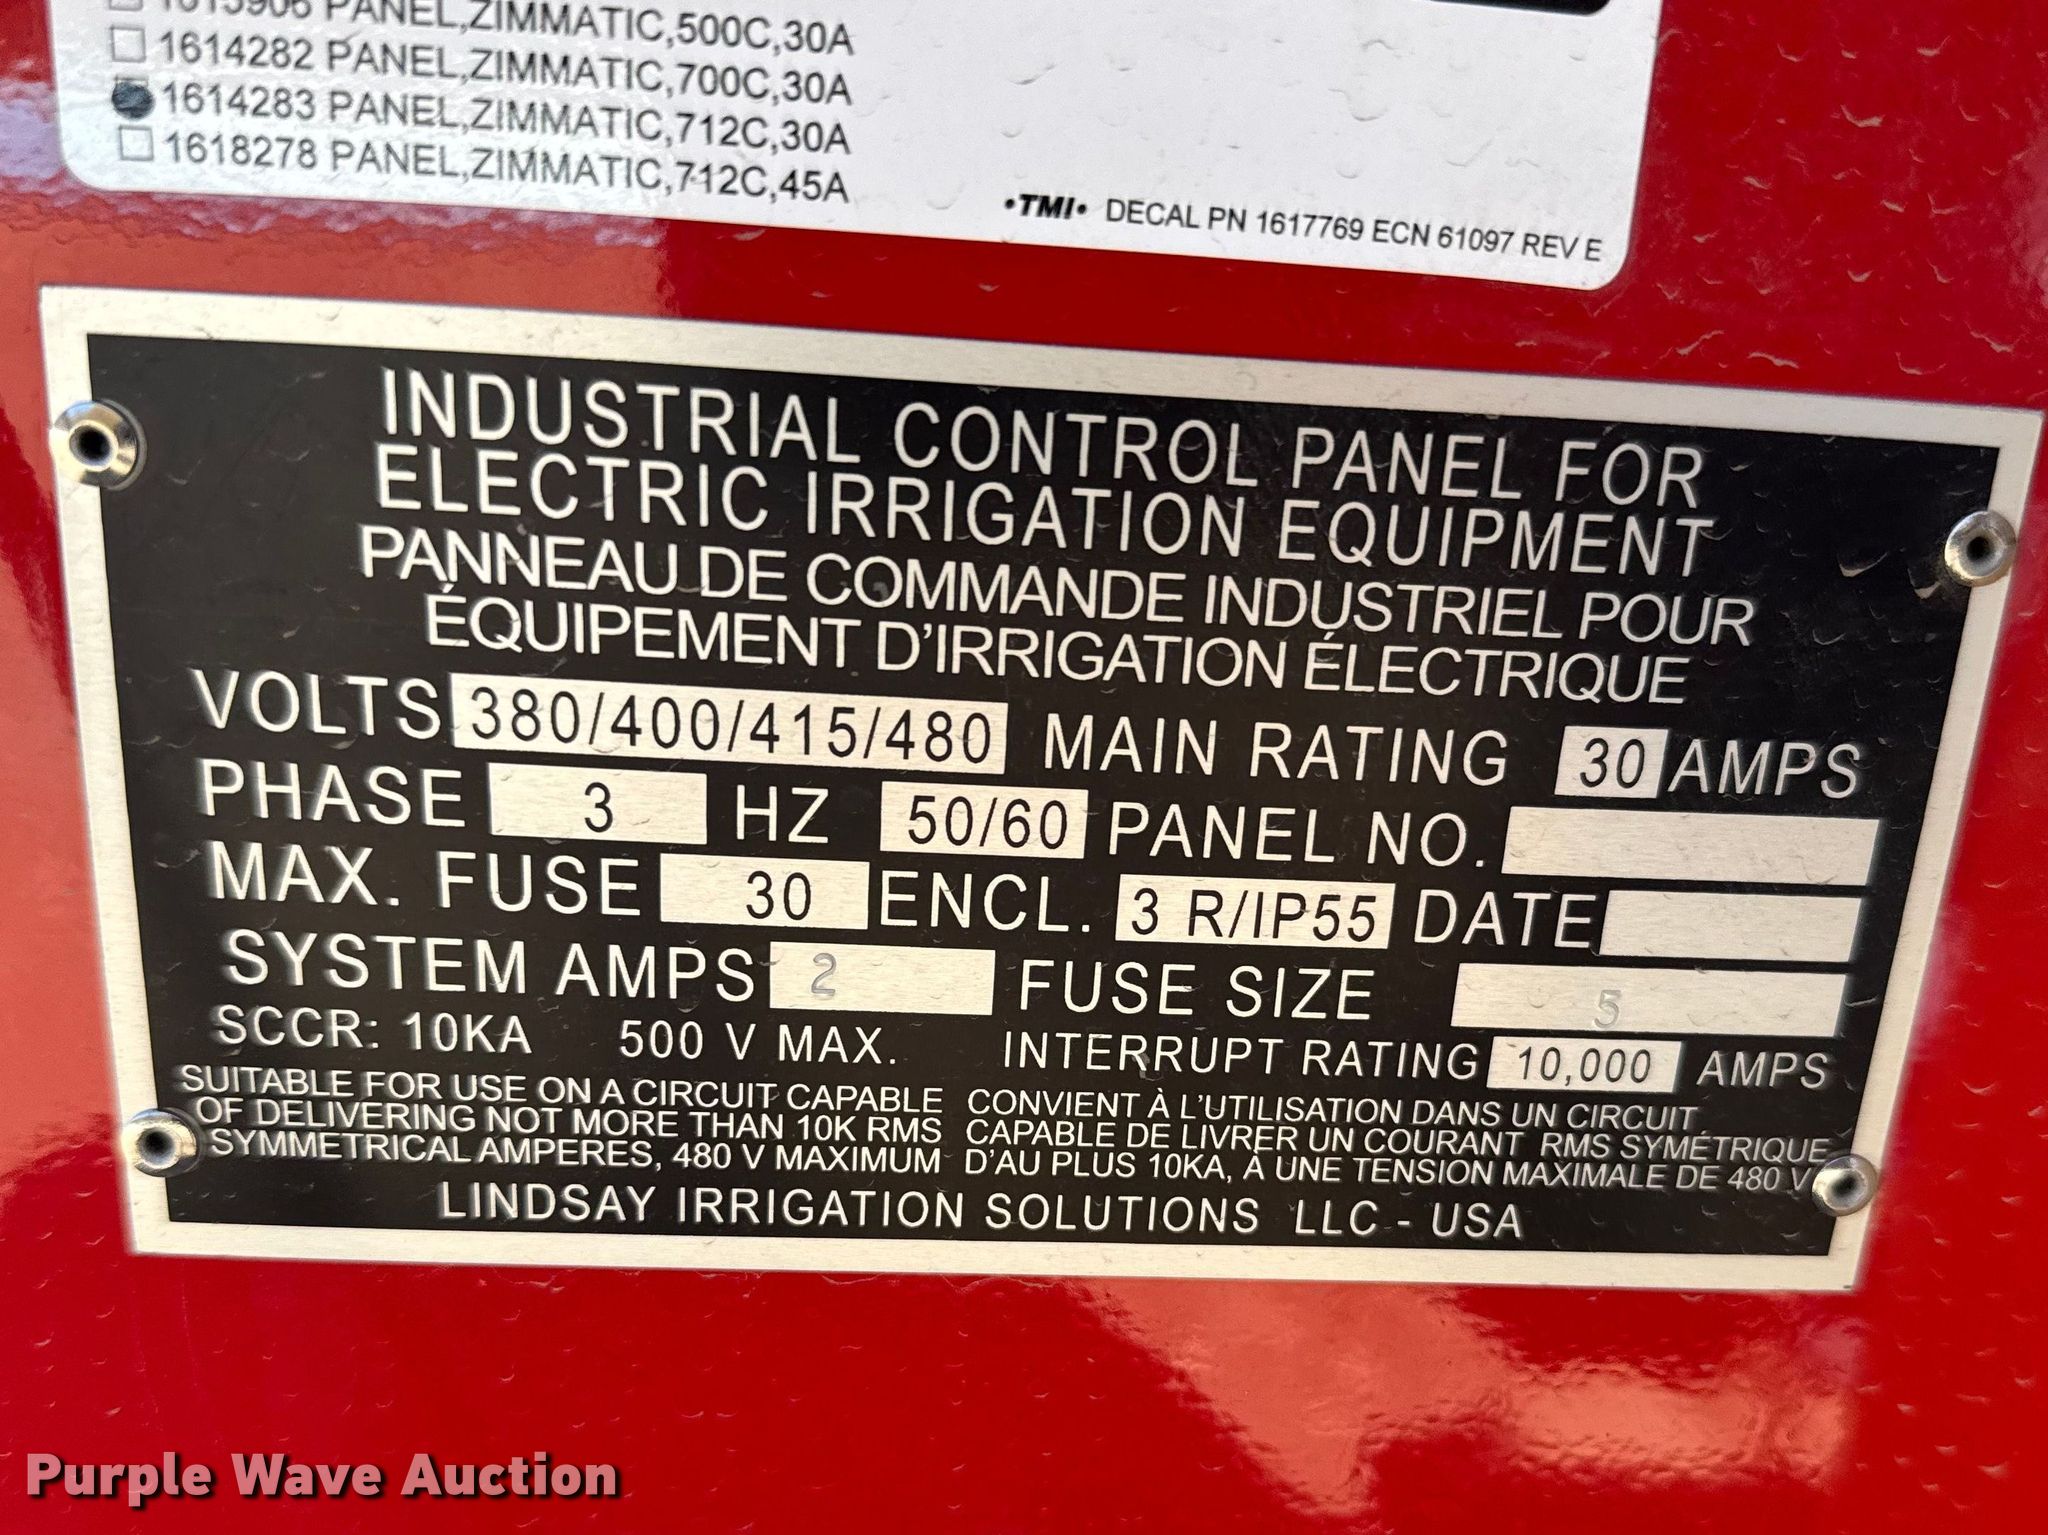 1615906 PANEL,ZIMMATIC,500C,30A
1614282 PANEL,ZIMMATIC,700C,30A
1614283 PANEL,ZIMMATIC,712C,30A
1618278 PANEL,ZIMMATIC,712C,45A
•TMI• DECAL PN 1617769 ECN 61097 REV E
INDUSTRIAL CONTROL PANEL FOR
ELECTRIC IRRIGATION EQUIPMENT
PANNEAU DE COMMANDE INDUSTRIEL POUR
ÉQUIPEMENT D'IRRIGATION ÉLECTRIQUE
VOLTS 380/400/415/480 MAIN RATING 30 AMPS
PHASE 3 HZ 50/60 PANEL NO.
MAX. FUSE 30 ENCL. 3 R/IP55 DATE
SYSTEM AMPS 2 FUSE SIZE 5
SCCR: 10KA 500 V MAX. INTERRUPT RATING 10,000 AMPS
SUITABLE FOR USE ON A CIRCUIT CAPABLE
OF DELIVERING NOT MORE THAN 10K RMS
SYMMETRICAL AMPERES, 480 V MAXIMUM
CONVIENT À L'UTILISATION DANS UN CIRCUIT
CAPABLE DE LIVRER UN COURANT RMS SYMÉTRIQUE
D'AU PLUS 10KA, À UNE TENSION MAXIMALE DE 480 V
LINDSAY IRRIGATION SOLUTIONS LLC - USA
Purple Wave Auction